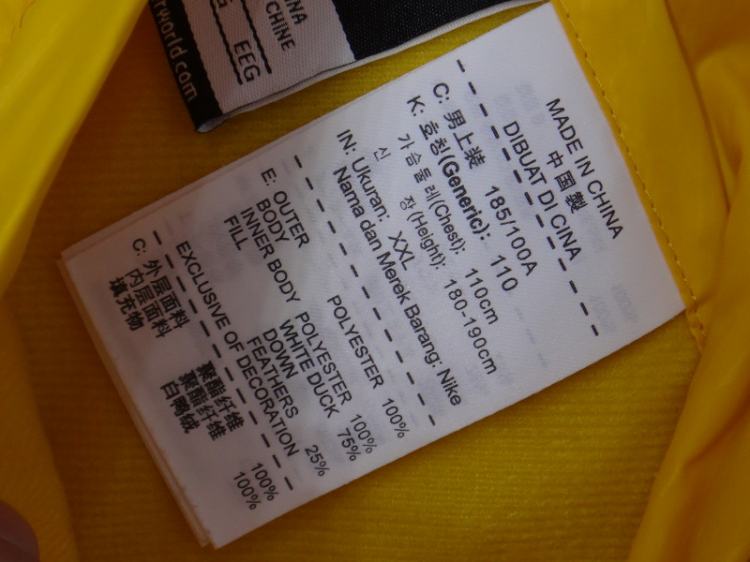 MADE IN CHINA
中国製
DIBUAT DI CINA
C: 男上装 185/100A
K: 호칭(Generic): 110
가슴둘레(Chest): 110cm
신 장(Height): 180-190cm
IN: Ukuran: XXL
Nama dan Merek Barang: Nike
E: OUTER BODY POLYESTER 100%
INNER BODY POLYESTER 100%
FILL WHITE DUCK DOWN 75%
FEATHERS 25%
EXCLUSIVE OF DECORATION
C: 外层面料 聚酯纤维 100%
内层面料 聚酯纤维 100%
填充物 白鸭绒
CHINE
EEG
rworld.com